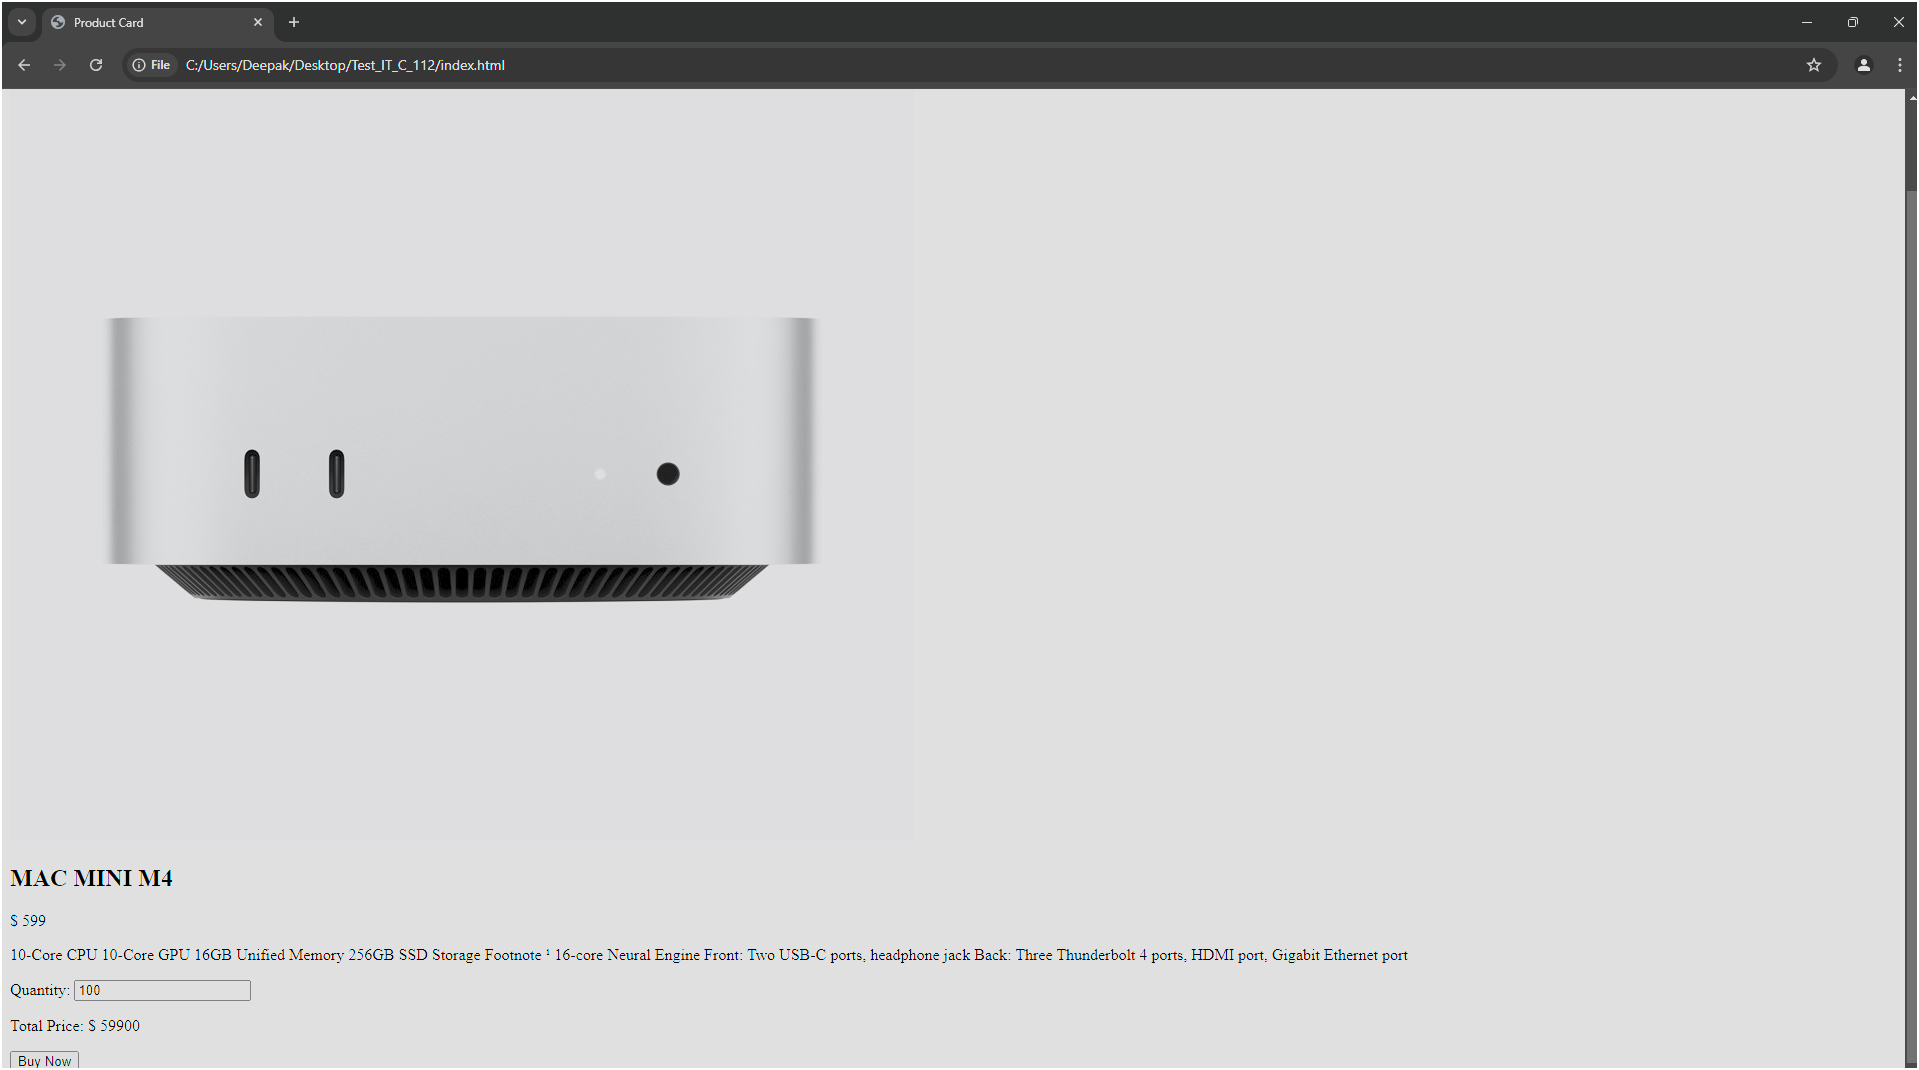 Product Card
File C:/Users/Deepak/Desktop/Test_IT_C_112/index.html
MAC MINI M4
$ 599
10-Core CPU 10-Core GPU 16GB Unified Memory 256GB SSD Storage Footnote ¹ 16-core Neural Engine Front: Two USB-C ports, headphone jack Back: Three Thunderbolt 4 ports, HDMI port, Gigabit Ethernet port
Quantity: 100
Total Price: $ 59900
Buy Now